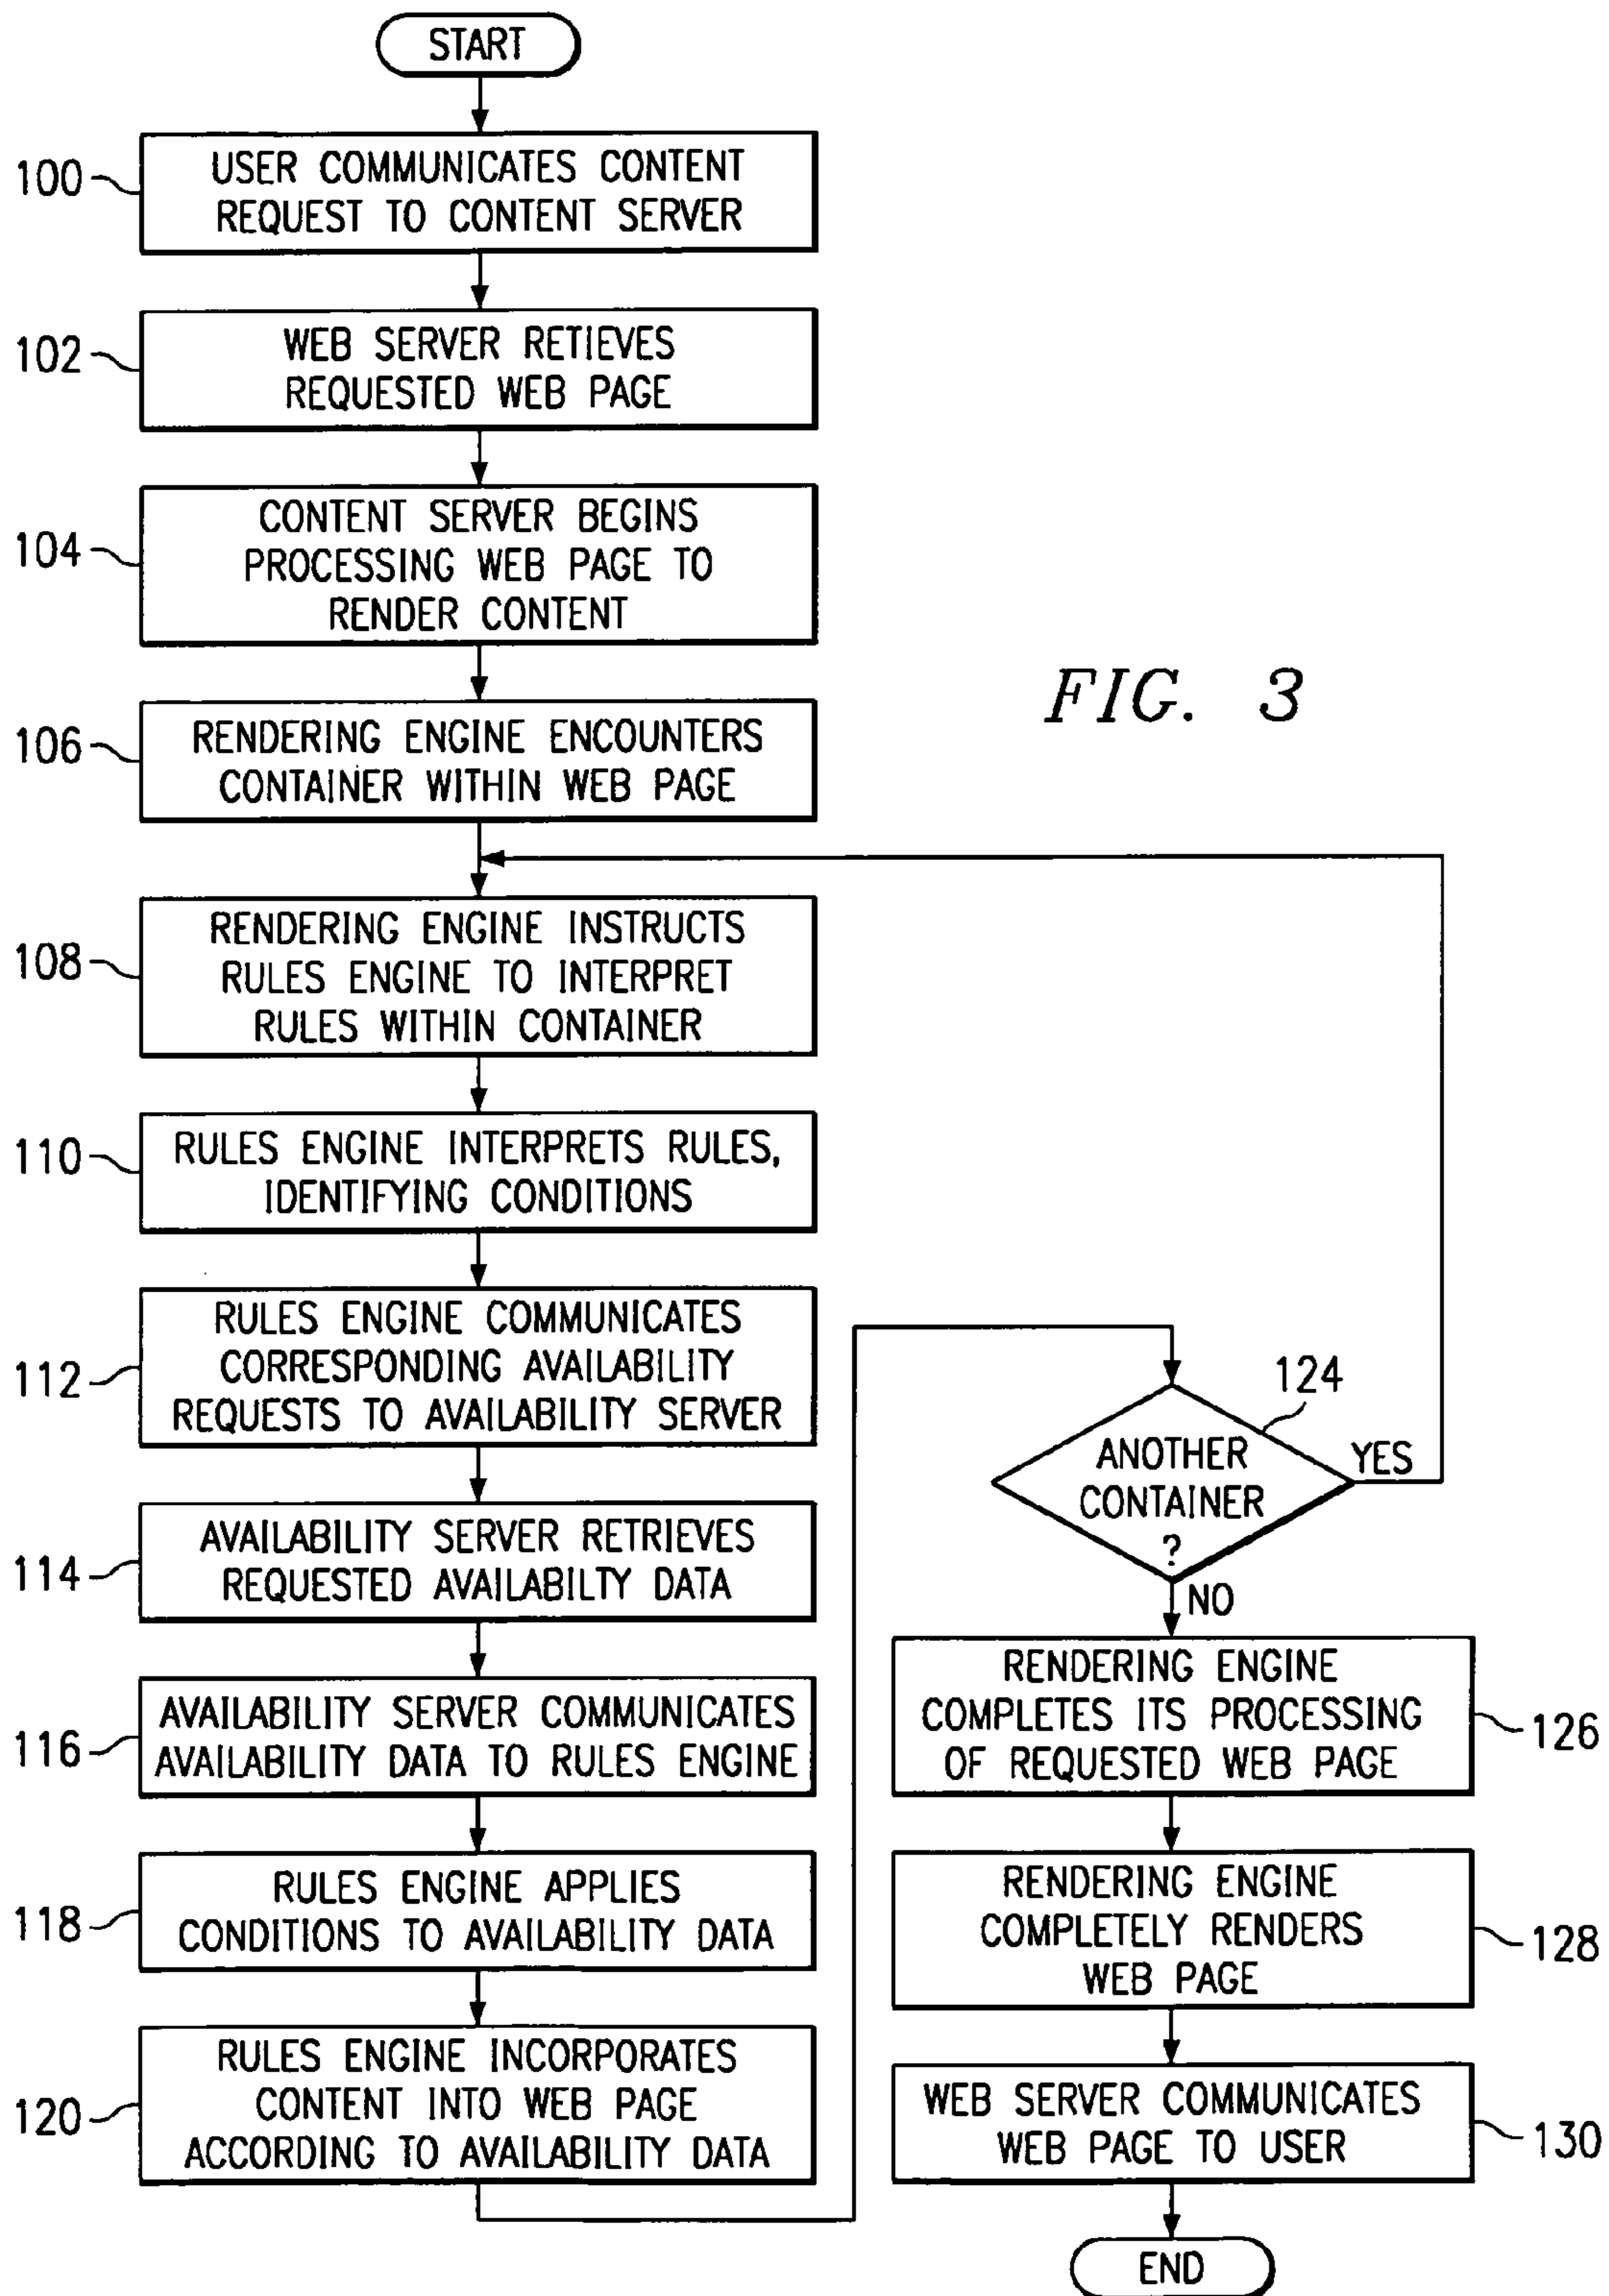 START
100
USER COMMUNICATES CONTENT
REQUEST TO CONTENT SERVER
102
WEB SERVER RETIEVES
REQUESTED WEB PAGE
104
CONTENT SERVER BEGINS
PROCESSING WEB PAGE TO
RENDER CONTENT
106
RENDERING ENGINE ENCOUNTERS
CONTAINER WITHIN WEB PAGE
FIG. 3
108
RENDERING ENGINE INSTRUCTS
RULES ENGINE TO INTERPRET
RULES WITHIN CONTAINER
110
RULES ENGINE INTERPRETS RULES,
IDENTIFYING CONDITIONS
112
RULES ENGINE COMMUNICATES
CORRESPONDING AVAILABILITY
REQUESTS TO AVAILABILITY SERVER
114
AVAILABILITY SERVER RETRIEVES
REQUESTED AVAILABILTY DATA
116
AVAILABILITY SERVER COMMUNICATES
AVAILABILITY DATA TO RULES ENGINE
118
RULES ENGINE APPLIES
CONDITIONS TO AVAILABILITY DATA
120
RULES ENGINE INCORPORATES
CONTENT INTO WEB PAGE
ACCORDING TO AVAILABILITY DATA
124
ANOTHER
CONTAINER
?
YES
NO
RENDERING ENGINE
COMPLETES ITS PROCESSING
OF REQUESTED WEB PAGE
126
RENDERING ENGINE
COMPLETELY RENDERS
WEB PAGE
128
WEB SERVER COMMUNICATES
WEB PAGE TO USER
130
END